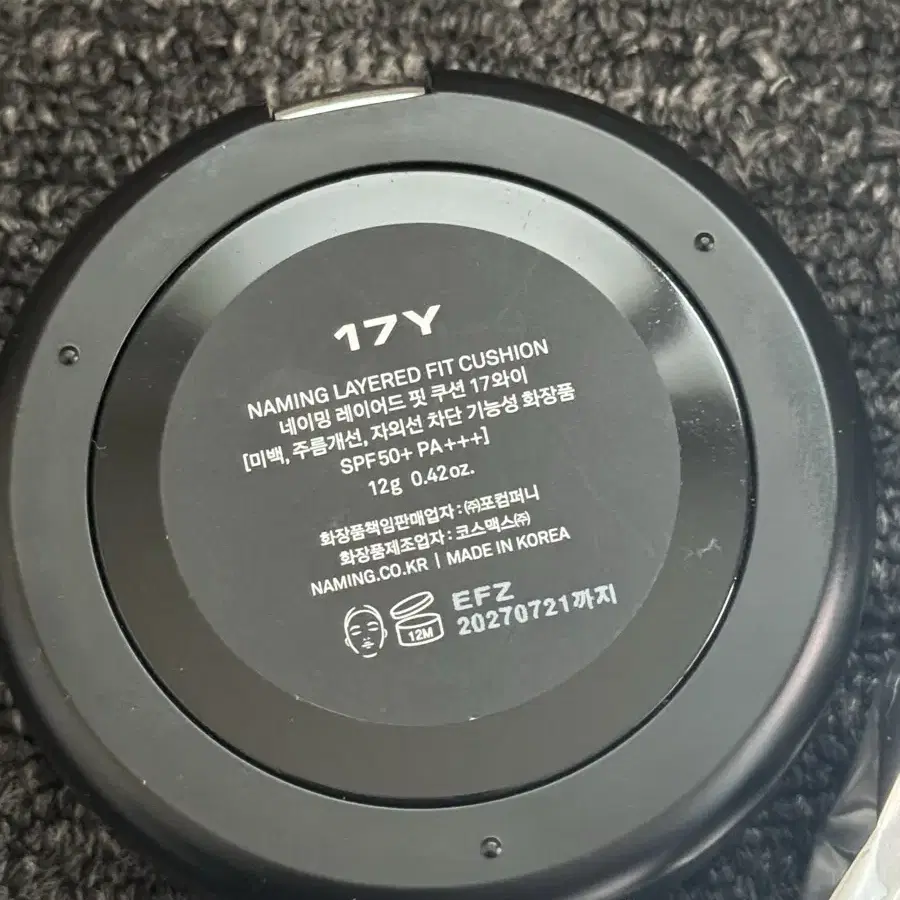 17Y
NAMING LAYERED FIT CUSHION
네이밍 레이어드 핏 쿠션 17와이
[미백, 주름개선, 자외선 차단 기능성 화장품
SPF50+ PA+++]
12g 0.42oz.
화장품책임판매업자 : ㈜포컴퍼니
화장품제조업자 : 코스맥스㈜
NAMING.CO.KR | MADE IN KOREA
12M
EFZ
20270721까지